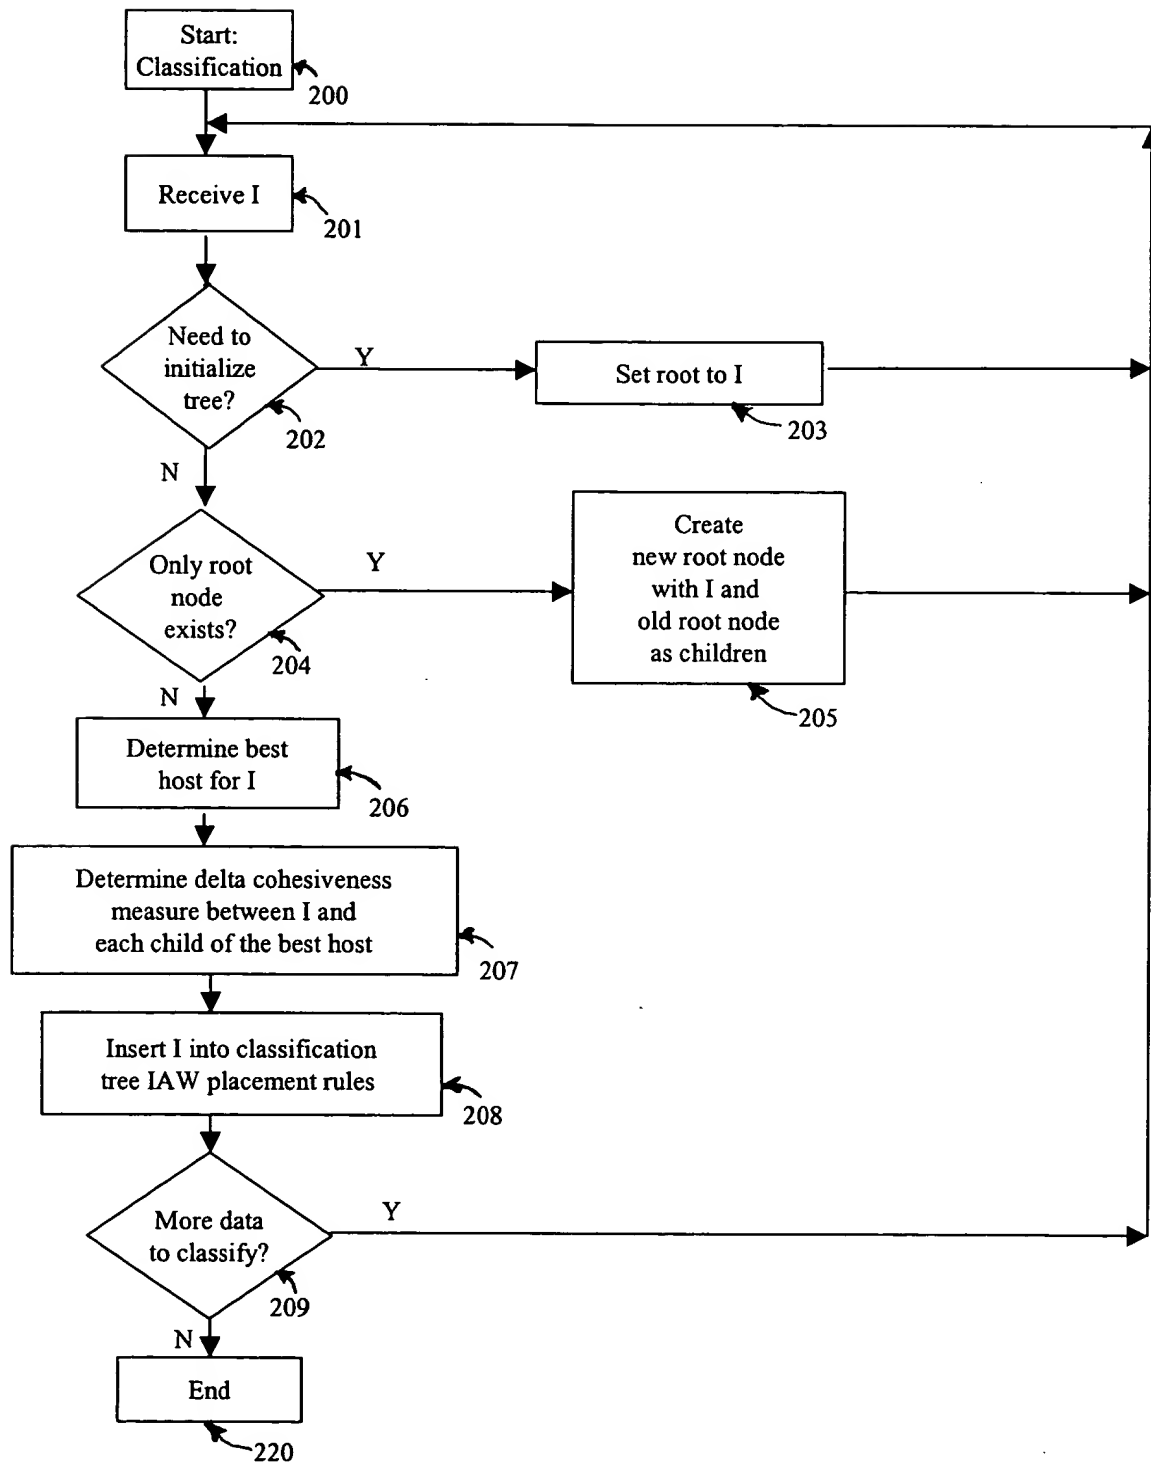 Start:
Classification
200
Receive I
201
Need to
initialize
tree?
202
Y
Set root to I
203
N
Only root
node
exists?
204
Y
Create
new root node
with I and
old root node
as children
205
N
Determine best
host for I
206
Determine delta cohesiveness
measure between I and
each child of the best host
207
Insert I into classification
tree IAW placement rules
208
More data
to classify?
209
Y
N
End
220